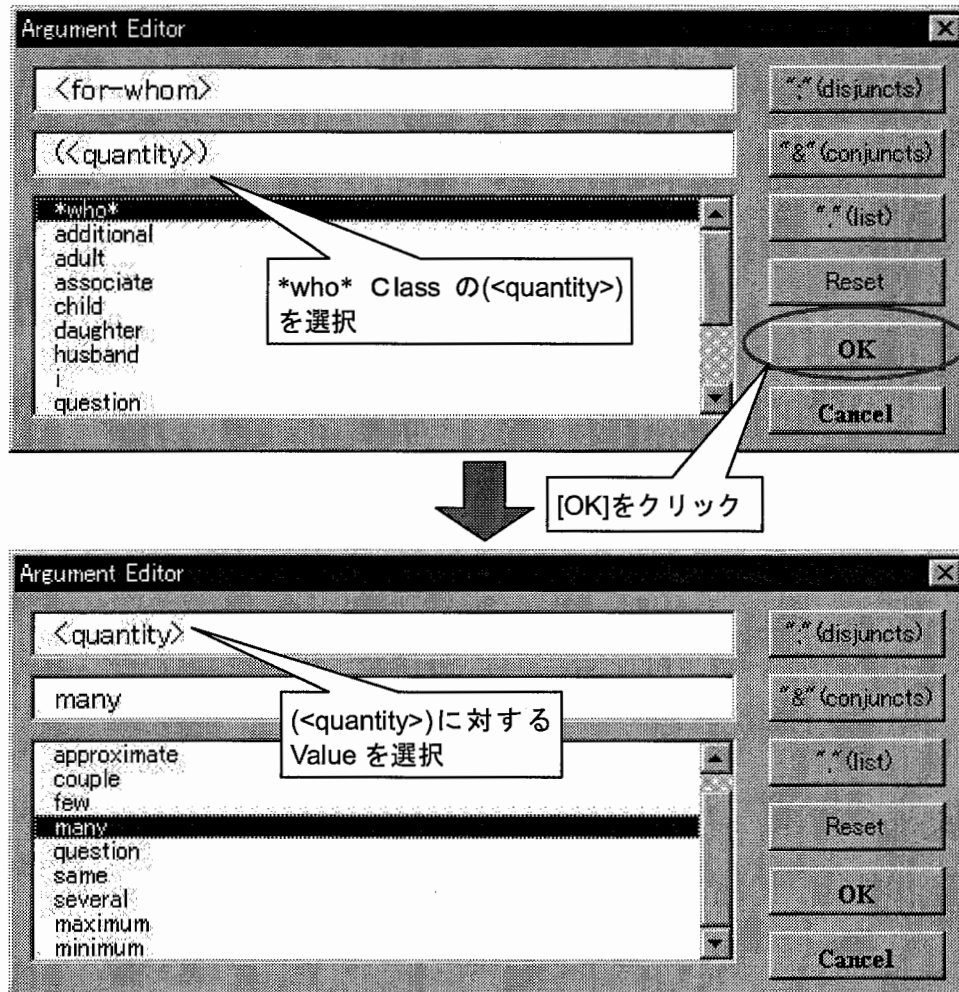 Argument Editor
<for-whom>
";"(disjuncts)
(<quantity>)
"&"(conjuncts)
*who*
additional
adult
associate
child
daughter
husband
i
question
","(list)
Reset
OK
Cancel
*who* Class の(<quantity>)
を選択
[OK]をクリック
Argument Editor
<quantity>
";"(disjuncts)
many
"&"(conjuncts)
(<quantity>)に対する
Value を選択
approximate
couple
few
many
question
same
several
maximum
minimum
","(list)
Reset
OK
Cancel